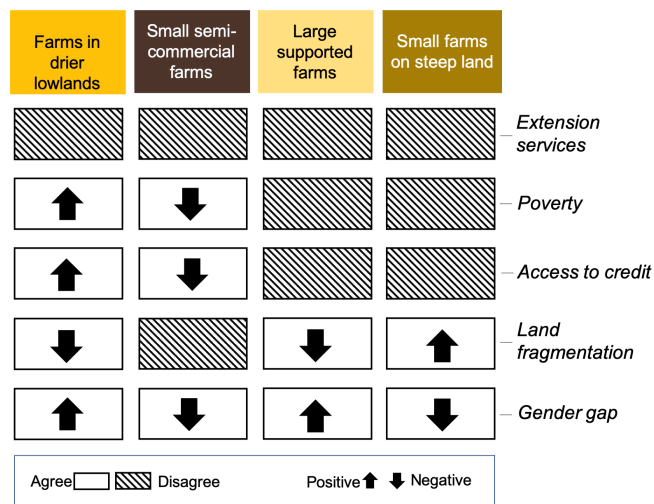 Farms in
drier
lowlands
Small semi-
commercial
farms
Large
supported
farms
Small farms
on steep land
Extension
services
Poverty
Access to credit
Land
fragmentation
Gender gap
Agree
Disagree
Positive
Negative